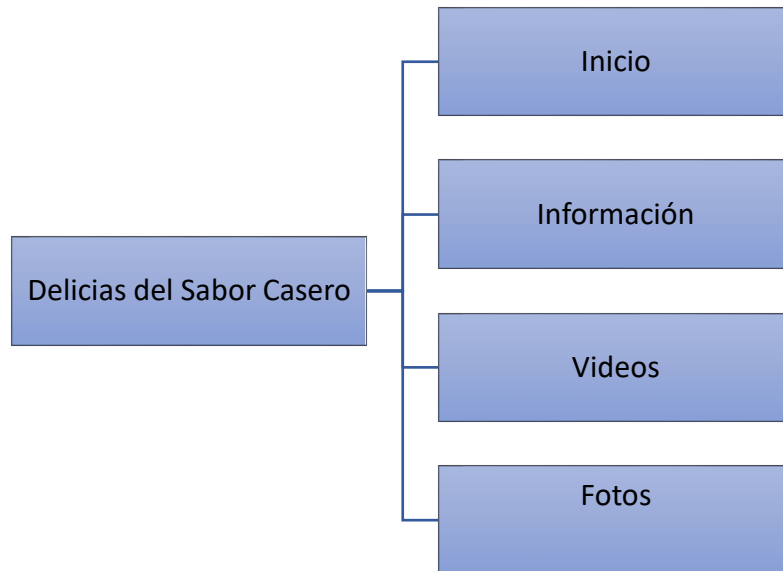 Delicias del Sabor Casero
Inicio
Información
Videos
Fotos